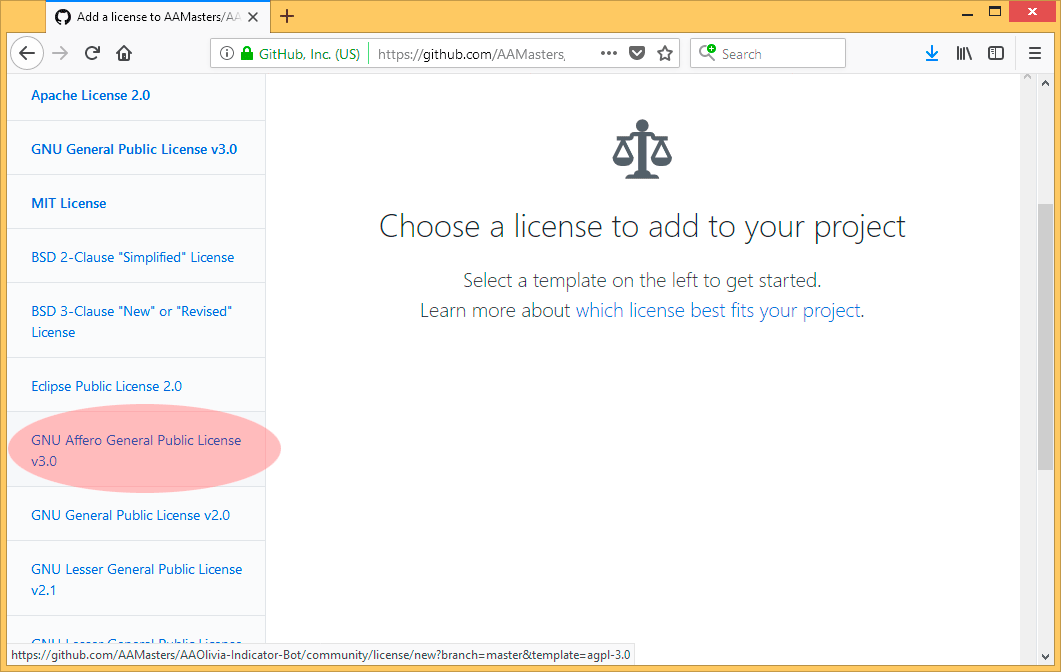 Add a license to AAMasters/AA
GitHub, Inc. (US)
https://github.com/AAMasters,
Search
Apache License 2.0
GNU General Public License v3.0
MIT License
BSD 2-Clause "Simplified" License
BSD 3-Clause "New" or "Revised"
License
Eclipse Public License 2.0
GNU Affero General Public License
v3.0
GNU General Public License v2.0
GNU Lesser General Public License
v2.1
GNU Lesser General Public License
Choose a license to add to your project
Select a template on the left to get started.
Learn more about which license best fits your project.
https://github.com/AAMasters/AAOlivia-Indicator-Bot/community/license/new?branch=master&template=agpl-3.0